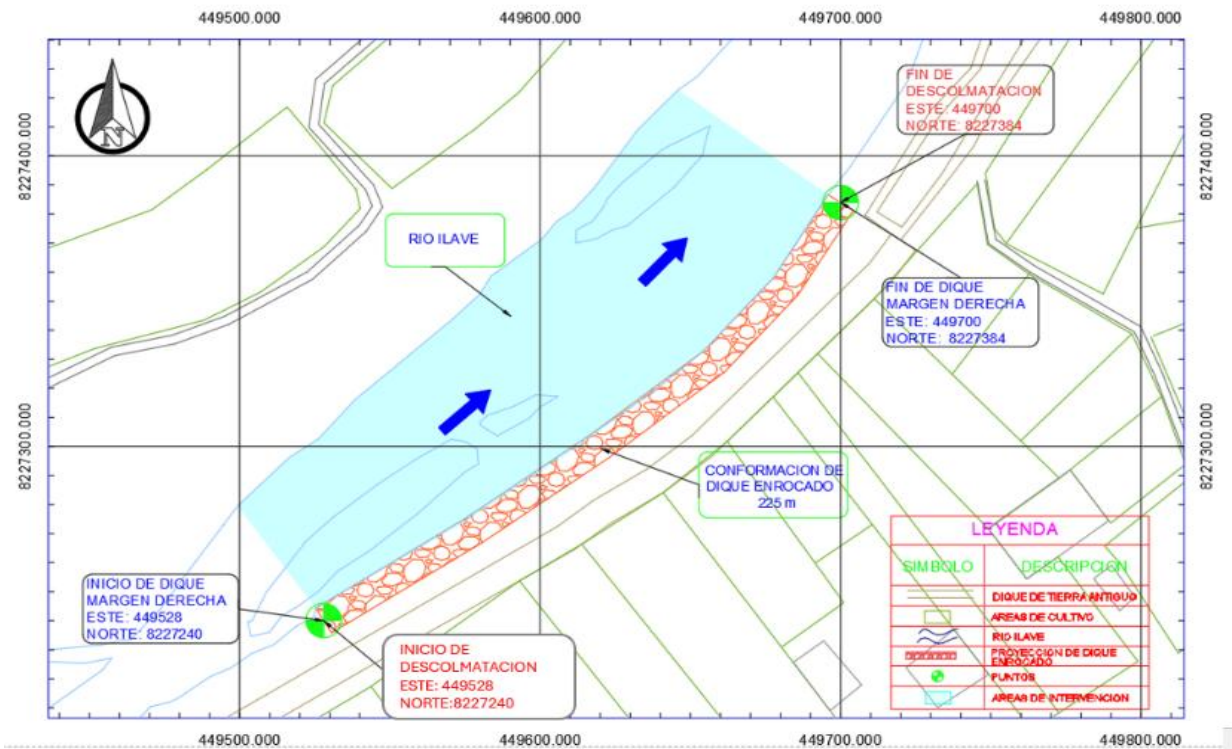 449500.000
449600.000
449700.000
449800.000
8227400.000
8227400.000
N
FIN DE
DESCOLMATACION
ESTE: 449700
NORTE: 8227384
RIO ILAVE
FIN DE DIQUE
MARGEN DERECHA
ESTE: 449700
NORTE: 8227384
8227300.000
8227300.000
CONFORMACION DE
DIQUE ENROCADO
225 m
INICIO DE DIQUE
MARGEN DERECHA
ESTE: 449528
NORTE: 8227240
INICIO DE
DESCOLMATACION
ESTE: 449528
NORTE:8227240
LEYENDA
SIMBOLO
DESCRIPCION
DIQUE DE TIERRA ANTIGUO
AREAS DE CULTIVO
RIO ILAVE
PROYECCION DE DIQUE
ENROCADO
PUNTOS
AREAS DE INTERVENCION
449500.000
449600.000
449700.000
449800.000